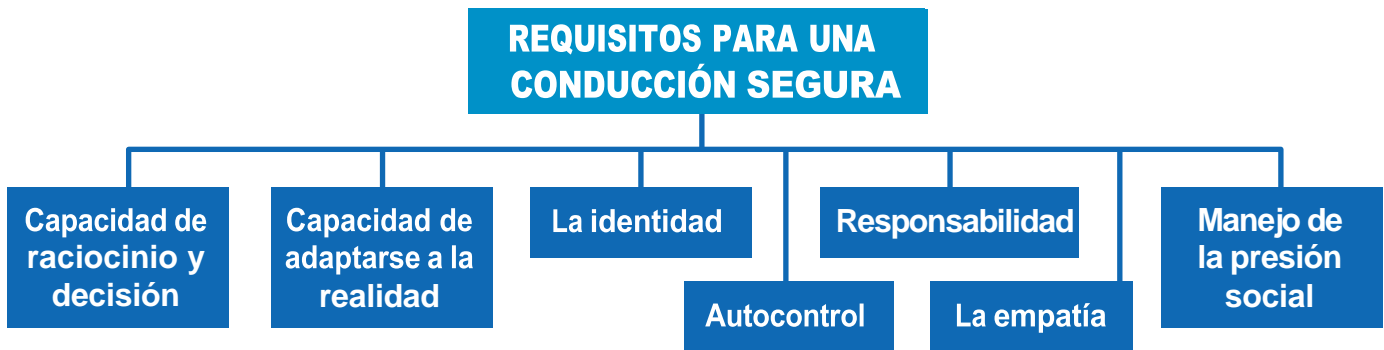 REQUISITOS PARA UNA
CONDUCCIÓN SEGURA
Capacidad de
raciocinio y
decisión
Capacidad de
adaptarse a la
realidad
La identidad
Autocontrol
Responsabilidad
La empatía
Manejo de
la presión
social